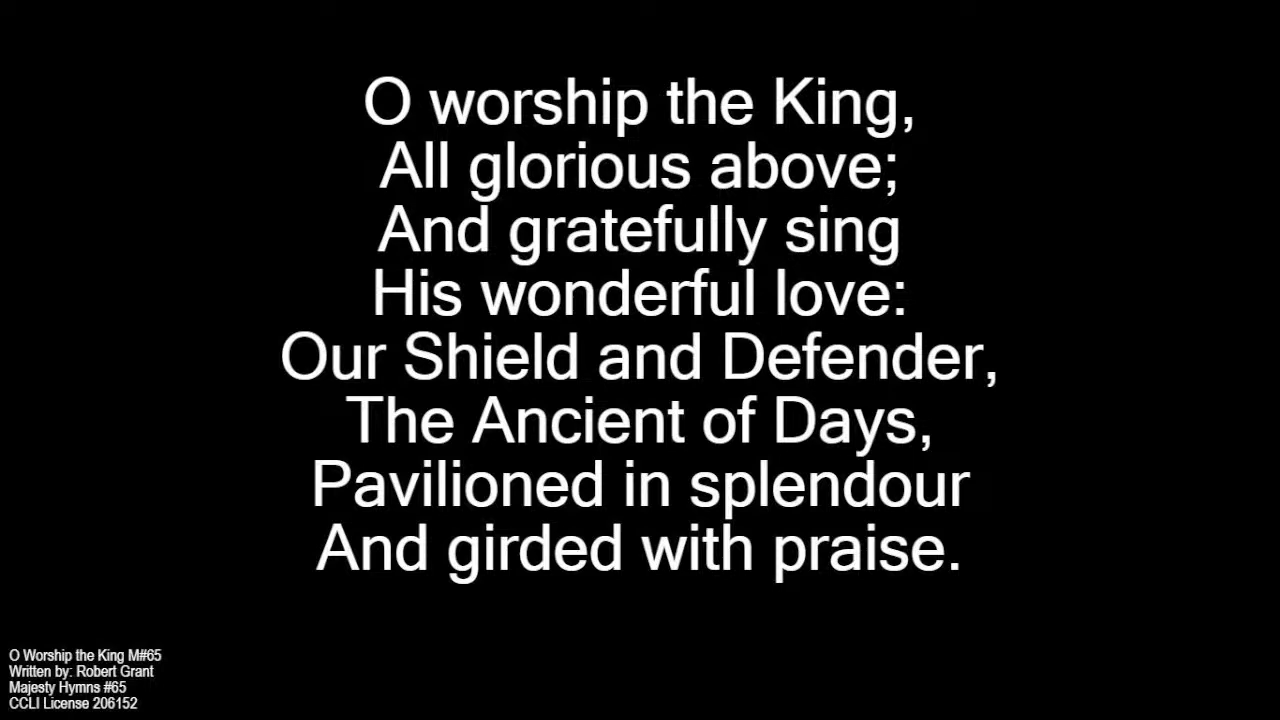 O worship the King,
All glorious above;
And gratefully sing
His wonderful love:
Our Shield and Defender,
The Ancient of Days,
Pavilioned in splendour
And girded with praise.
O Worship the King M#65
Written by: Robert Grant
Majesty Hymns #65
CCLI License 206152